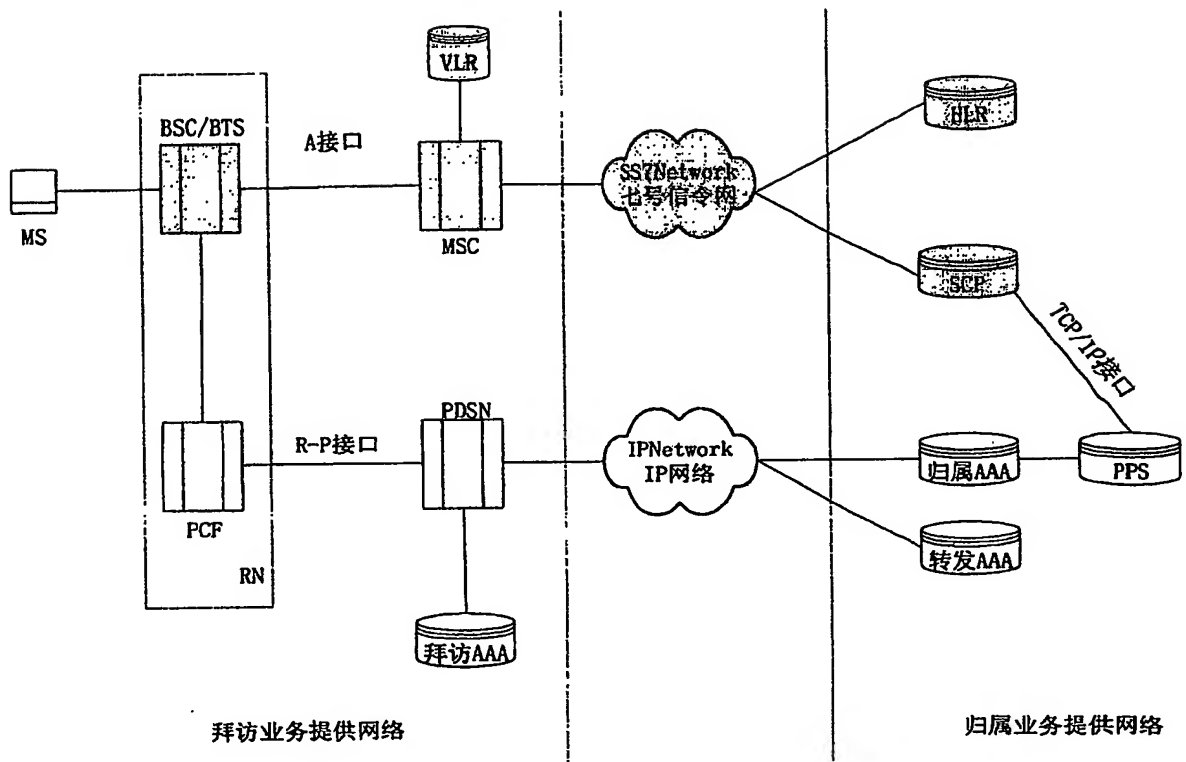 VLR
BSC/BTS
A接口
HLR
SS7Network
七号信令网
MS
MSC
SCP
TCP/IP接口
PDSN
R-P接口
IPNetwork
IP网络
归属AAA
PPS
PCF
转发AAA
RN
拜访AAA
拜访业务提供网络
归属业务提供网络